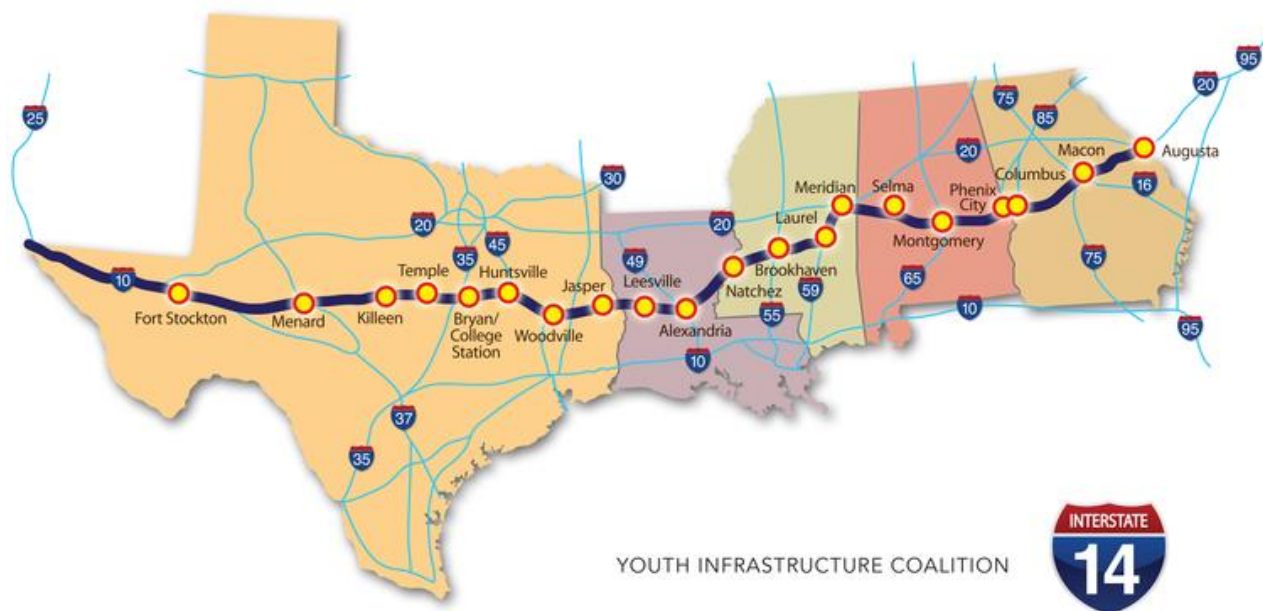 95
20
25
75
85
Macon
Augusta
20
Columbus
16
30
Meridian
Selma
Phenix
City
20
20
Laurel
Montgomery
45
35
49
75
Temple
Huntsville
Jasper
Leesville
Brookhaven
65
10
Natchez
59
Fort Stockton
Menard
Killeen
Bryan/
College
Station
Woodville
Alexandria
55
10
95
10
37
35
YOUTH INFRASTRUCTURE COALITION
INTERSTATE
14